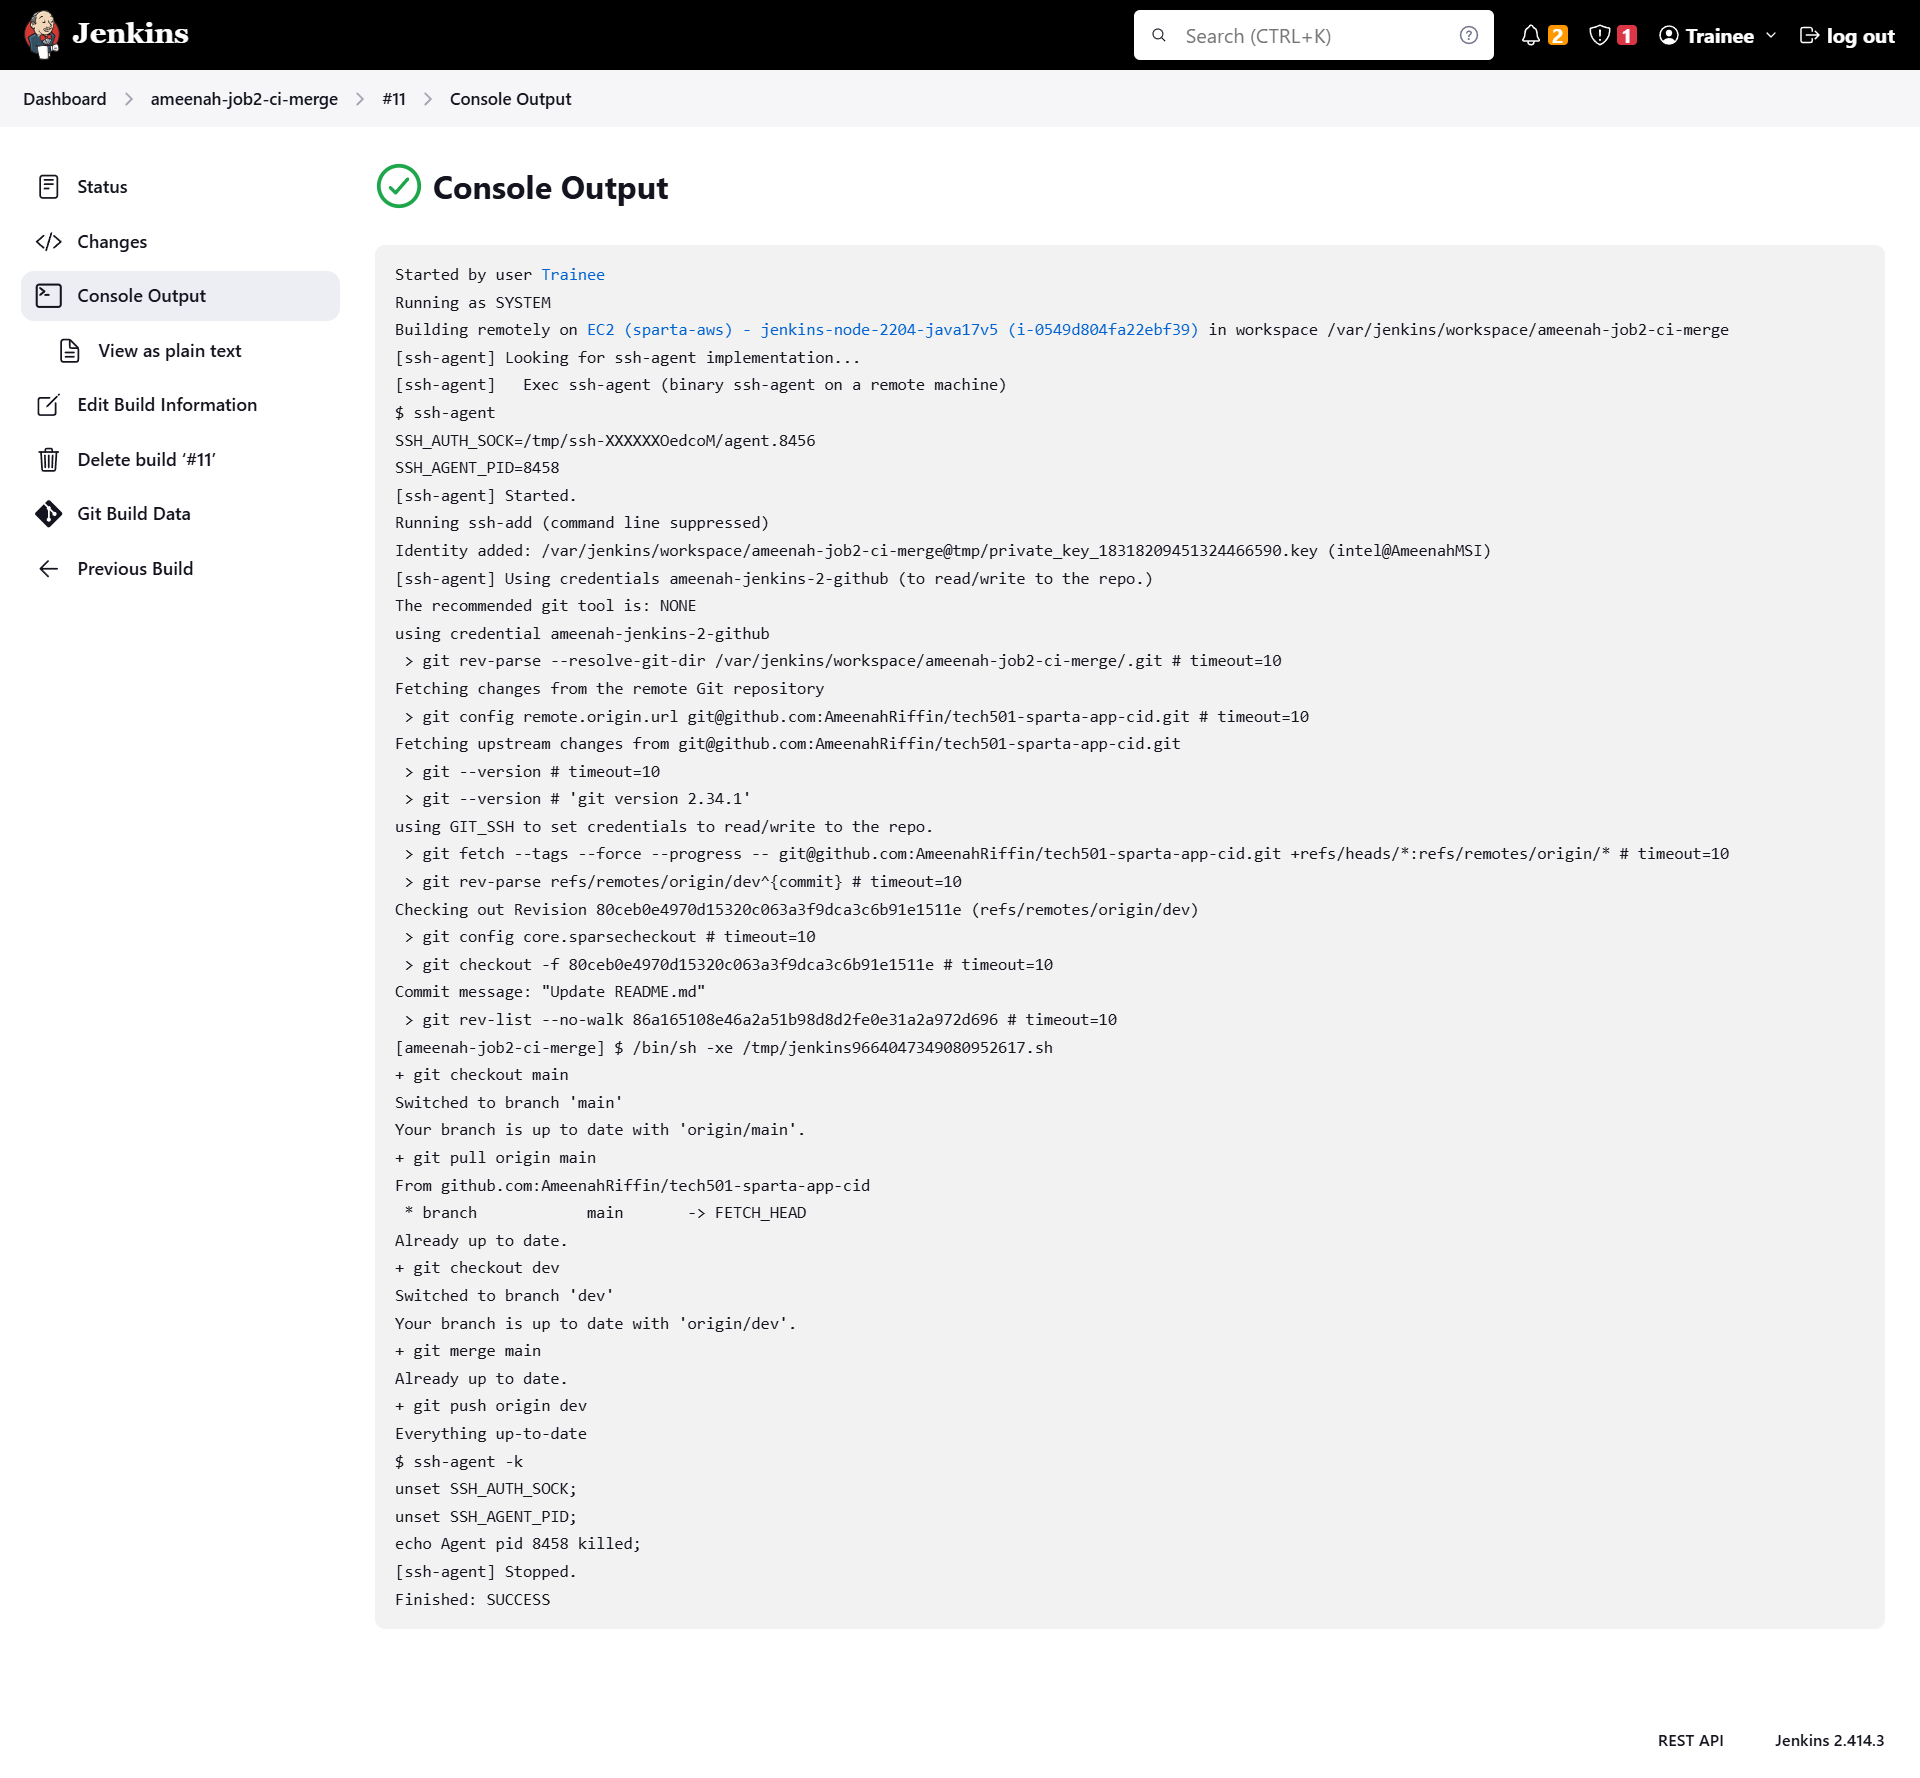 Jenkins
Search (CTRL+K)
2
1
Trainee
log out
Dashboard
ameenah-job2-ci-merge
#11
Console Output
Status
Changes
Console Output
View as plain text
Edit Build Information
Delete build ‘#11’
Git Build Data
Previous Build
Console Output
Started by user Trainee
Running as SYSTEM
Building remotely on EC2 (sparta-aws) - jenkins-node-2204-java17v5 (i-0549d804fa22ebf39) in workspace /var/jenkins/workspace/ameenah-job2-ci-merge
[ssh-agent] Looking for ssh-agent implementation...
[ssh-agent]   Exec ssh-agent (binary ssh-agent on a remote machine)
$ ssh-agent
SSH_AUTH_SOCK=/tmp/ssh-XXXXXXOedcoM/agent.8456
SSH_AGENT_PID=8458
[ssh-agent] Started.
Running ssh-add (command line suppressed)
Identity added: /var/jenkins/workspace/ameenah-job2-ci-merge@tmp/private_key_18318209451324466590.key (intel@AmeenahMSI)
[ssh-agent] Using credentials ameenah-jenkins-2-github (to read/write to the repo.)
The recommended git tool is: NONE
using credential ameenah-jenkins-2-github
 > git rev-parse --resolve-git-dir /var/jenkins/workspace/ameenah-job2-ci-merge/.git # timeout=10
Fetching changes from the remote Git repository
 > git config remote.origin.url git@github.com:AmeenahRiffin/tech501-sparta-app-cid.git # timeout=10
Fetching upstream changes from git@github.com:AmeenahRiffin/tech501-sparta-app-cid.git
 > git --version # timeout=10
 > git --version # 'git version 2.34.1'
using GIT_SSH to set credentials to read/write to the repo.
 > git fetch --tags --force --progress -- git@github.com:AmeenahRiffin/tech501-sparta-app-cid.git +refs/heads/*:refs/remotes/origin/* # timeout=10
 > git rev-parse refs/remotes/origin/dev^{commit} # timeout=10
Checking out Revision 80ceb0e4970d15320c063a3f9dca3c6b91e1511e (refs/remotes/origin/dev)
 > git config core.sparsecheckout # timeout=10
 > git checkout -f 80ceb0e4970d15320c063a3f9dca3c6b91e1511e # timeout=10
Commit message: "Update README.md"
 > git rev-list --no-walk 86a165108e46a2a51b98d8d2fe0e31a2a972d696 # timeout=10
[ameenah-job2-ci-merge] $ /bin/sh -xe /tmp/jenkins9664047349080952617.sh
+ git checkout main
Switched to branch 'main'
Your branch is up to date with 'origin/main'.
+ git pull origin main
From github.com:AmeenahRiffin/tech501-sparta-app-cid
 * branch            main       -> FETCH_HEAD
Already up to date.
+ git checkout dev
Switched to branch 'dev'
Your branch is up to date with 'origin/dev'.
+ git merge main
Already up to date.
+ git push origin dev
Everything up-to-date
$ ssh-agent -k
unset SSH_AUTH_SOCK;
unset SSH_AGENT_PID;
echo Agent pid 8458 killed;
[ssh-agent] Stopped.
Finished: SUCCESS
REST API
Jenkins 2.414.3